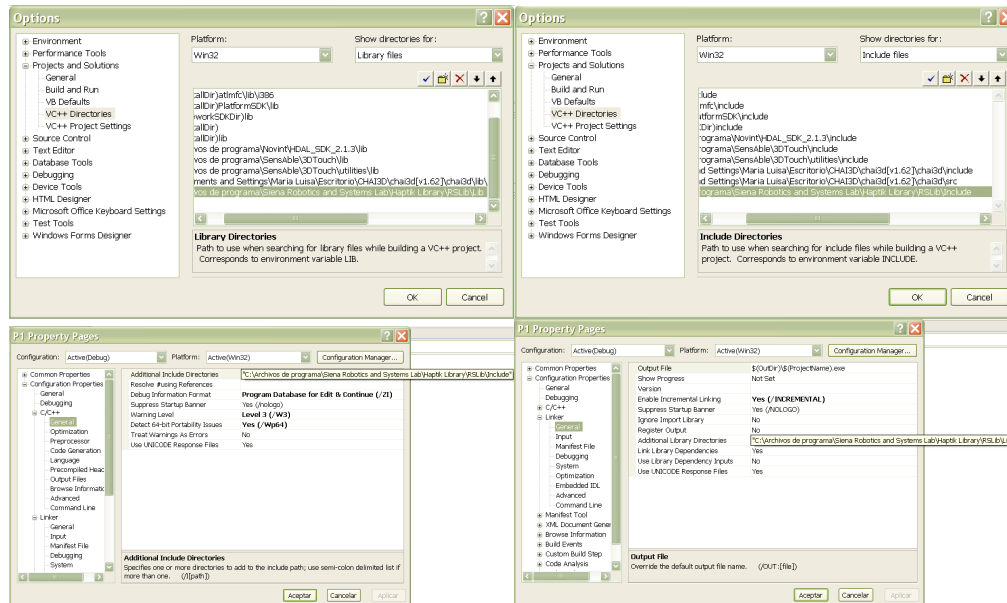 Options
Environment
Performance Tools
Projects and Solutions
General
Build and Run
VB Defaults
VC++ Directories
VC++ Project Settings
Source Control
Text Editor
Database Tools
Debugging
Device Tools
HTML Designer
Microsoft Office Keyboard Settings
Test Tools
Windows Forms Designer
Platform:
Show directories for:
Win32
Library files
:allDir)atlmfc\lib\i386
:allDir)PlatformSDK\lib
:workSDKDir)lib
:allDir)
:allDir)lib
vos de programa\Novint\HDAL_SDK_2.1.3\lib
vos de programa\SensAble\3DTouch\lib
vos de programa\SensAble\3DTouch\utilities\lib
ments and Settings\Maria Luisa\Escritorio\CHAI3D\chai3d[v1.62]\chai3d\lib\
vos de programa\Siena Robotics and Systems Lab\Haptik Library\RSLib\Lib
Library Directories
Path to use when searching for library files while building a VC++ project.
Corresponds to environment variable LIB.
OK
Cancel
Options
Environment
Performance Tools
Projects and Solutions
General
Build and Run
VB Defaults
VC++ Directories
VC++ Project Settings
Source Control
Text Editor
Database Tools
Debugging
Device Tools
HTML Designer
Microsoft Office Keyboard Settings
Test Tools
Windows Forms Designer
Platform:
Show directories for:
Win32
Include files
:lude
mfc\include
itformSDK\include
:Dir)include
rograma\Novint\HDAL_SDK_2.1.3\include
rograma\SensAble\3DTouch\include
rograma\SensAble\3DTouch\utilities\include
d Settings\Maria Luisa\Escritorio\CHAI3D\chai3d[v1.62]\chai3d\include
d Settings\Maria Luisa\Escritorio\CHAI3D\chai3d[v1.62]\chai3d\src
rograma\Siena Robotics and Systems Lab\Haptik Library\RSLib\Include
Include Directories
Path to use when searching for include files while building a VC++
project. Corresponds to environment variable INCLUDE.
OK
Cancel
P1 Property Pages
Configuration:
Active(Debug)
Platform:
Active(Win32)
Configuration Manager...
Common Properties
Configuration Properties
General
Debugging
C/C++
General
Optimization
Preprocessor
Code Generation
Language
Precompiled Heac
Output Files
Browse Informatic
Advanced
Command Line
Linker
General
Input
Manifest File
Debugging
System
Additional Include Directories "C:\Archivos de programa\Siena Robotics and Systems Lab\Haptik Library\RSLib\Include"
Resolve #using References
Debug Information Format Program Database for Edit & Continue (/ZI)
Suppress Startup Banner Yes (/nologo)
Warning Level Level 3 (/W3)
Detect 64-bit Portability Issues Yes (/Wp64)
Treat Warnings As Errors No
Use UNICODE Response Files Yes
Additional Include Directories
Specifies one or more directories to add to the include path; use semi-colon delimited list if
more than one. (/I[path])
Aceptar
Cancelar
Aplicar
P1 Property Pages
Configuration:
Active(Debug)
Platform:
Active(Win32)
Configuration Manager...
Common Properties
Configuration Properties
General
Debugging
C/C++
Linker
General
Input
Manifest File
Debugging
System
Optimization
Embedded IDL
Advanced
Command Line
Manifest Tool
XML Document Gener
Browse Information
Build Events
Custom Build Step
Code Analysis
Output File $(OutDir)\$(ProjectName).exe
Show Progress Not Set
Version
Enable Incremental Linking Yes (/INCREMENTAL)
Suppress Startup Banner Yes (/NOLOGO)
Ignore Import Library No
Register Output No
Additional Library Directories "C:\Archivos de programa\Siena Robotics and Systems Lab\Haptik Library\RSLib\Li
Link Library Dependencies Yes
Use Library Dependency Inputs No
Use UNICODE Response Files Yes
Output File
Override the default output file name. (/OUT:[file])
Aceptar
Cancelar
Aplicar